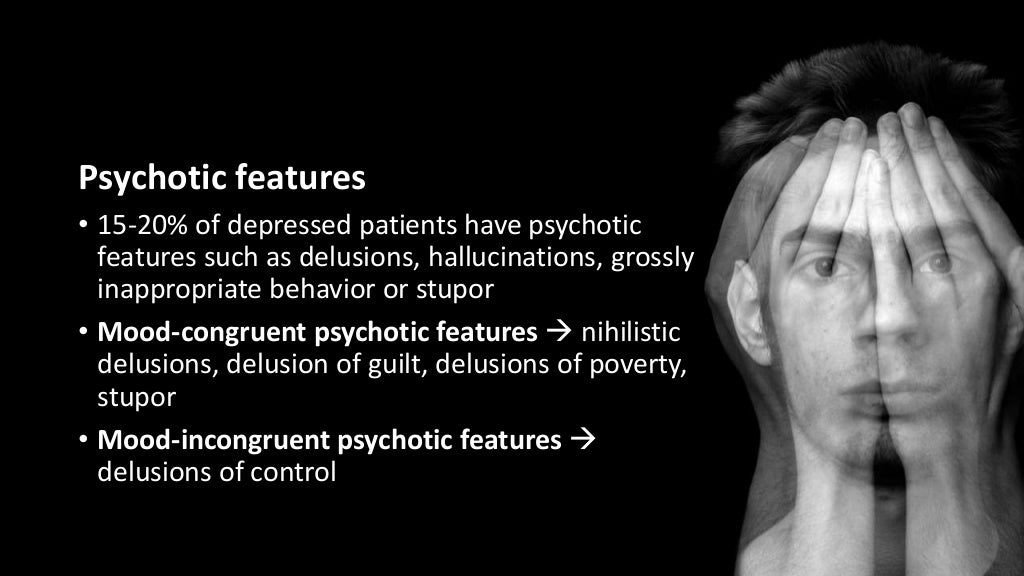 Psychotic features
• 15-20% of depressed patients have psychotic
features such as delusions, hallucinations, grossly
inappropriate behavior or stupor
• Mood-congruent psychotic features → nihilistic
delusions, delusion of guilt, delusions of poverty,
stupor
• Mood-incongruent psychotic features →
delusions of control